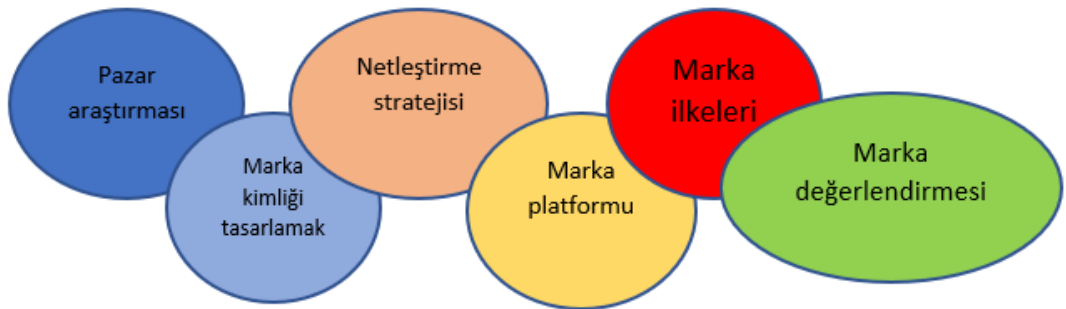 Pazar
araştırması
Marka
kimliği
tasarlamak
Netleştirme
stratejisi
Marka
platformu
Marka
ilkeleri
Marka
değerlendirmesi